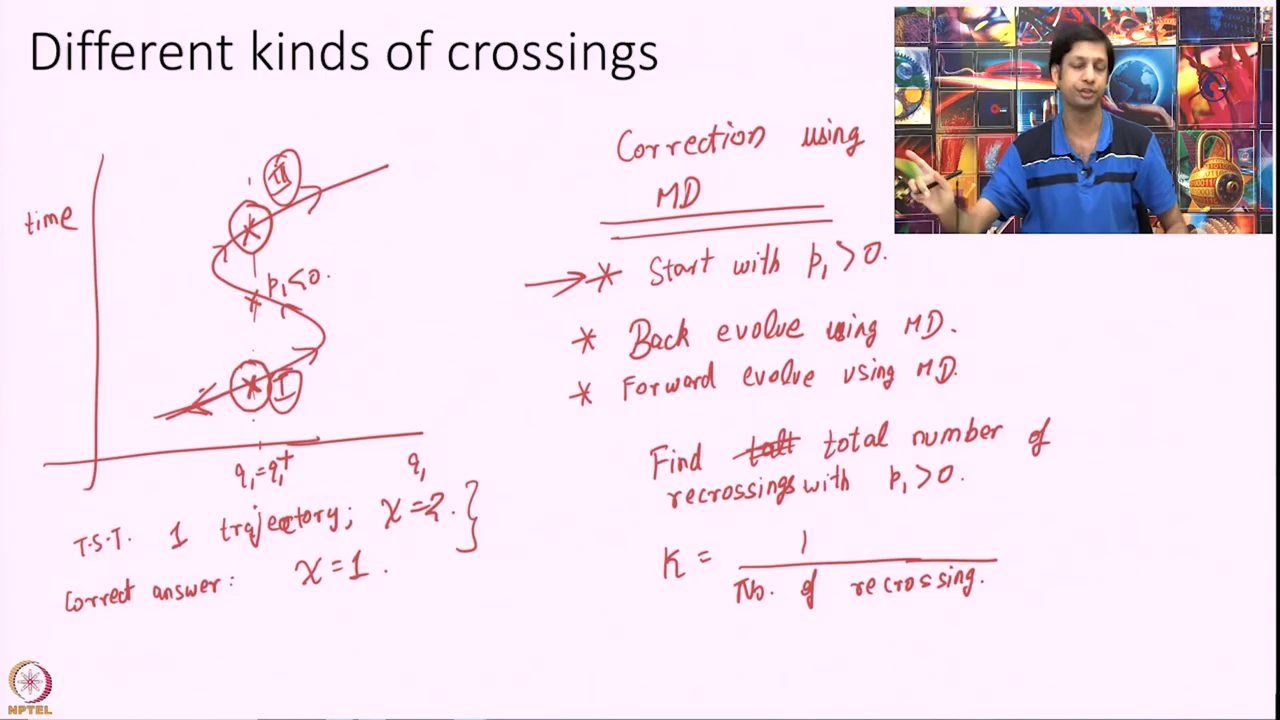 Different kinds of crossings
time
II
p₁<0.
I
q₁=q₁‡
q₁
T.S.T. 1 trajectory; χ=2.
Correct answer: χ=1.
Correction using
MD
* Start with p₁>0.
* Back evolve using MD.
* Forward evolve using MD.
Find total number of
recrossings with p₁>0.
K = 1
No. of recrossing.
NPTEL